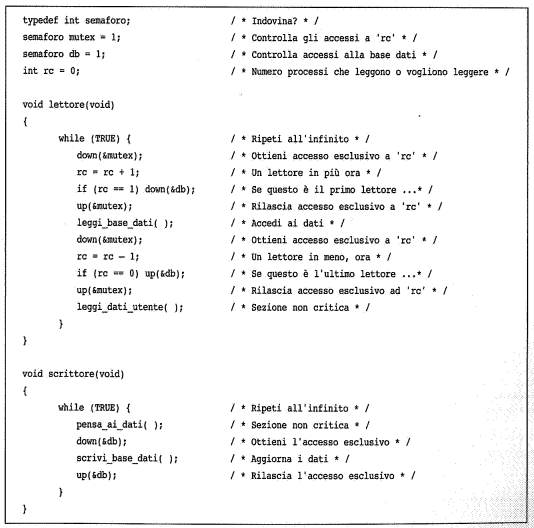 typedef int semaforo; / * Indovina? * /
semaforo mutex = 1; / * Controlla gli accessi a 'rc' * /
semaforo db = 1; / * Controlla accessi alla base dati * /
int rc = 0; / * Numero processi che leggono o vogliono leggere * /
void lettore(void)
{
while (TRUE) { / * Ripeti all'infinito * /
down(&mutex); / * Ottieni accesso esclusivo a 'rc' * /
rc = rc + 1; / * Un lettore in più ora * /
if (rc == 1) down(&db); / * Se questo è il primo lettore ...* /
up(&mutex); / * Rilascia accesso esclusivo a 'rc' * /
leggi_base_dati( ); / * Accedi ai dati * /
down(&mutex); / * Ottieni accesso esclusivo a 'rc' * /
rc = rc – 1; / * Un lettore in meno, ora * /
if (rc == 0) up(&db); / * Se questo è l'ultimo lettore ...* /
up(&mutex); / * Rilascia accesso esclusivo ad 'rc' * /
leggi_dati_utente( ); / * Sezione non critica * /
}
}
void scrittore(void)
{
while (TRUE) { / * Ripeti all'infinito * /
pensa_ai_dati( ); / * Sezione non critica * /
down(&db); / * Ottieni l'accesso esclusivo * /
scrivi_base_dati( ); / * Aggiorna i dati * /
up(&db); / * Rilascia l'accesso esclusivo * /
}
}